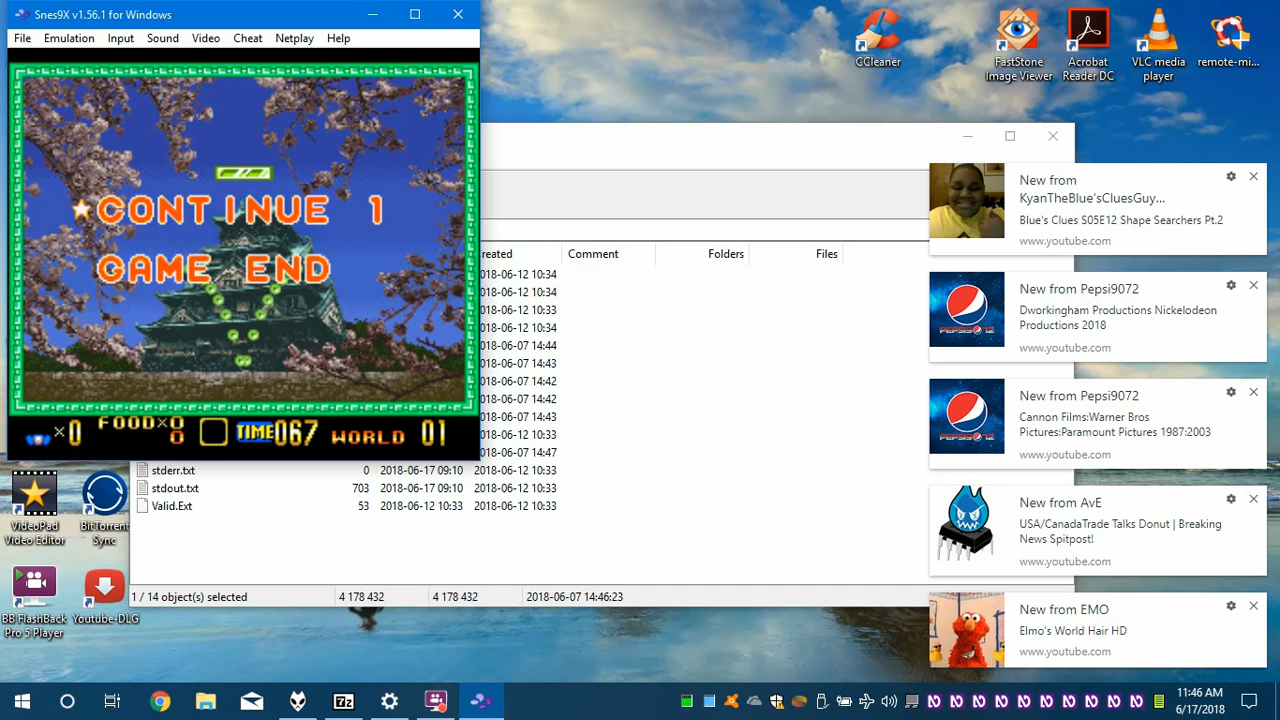 Snes9X v1.56.1 for Windows
File Emulation Input Sound Video Cheat Netplay Help
CONTINUE 1
GAME END
×0 FOOD×0 0 TIME067 WORLD 01
CCleaner
FastStone Image Viewer
Acrobat Reader DC
VLC media player
remote-mi...
reated Comment Folders Files
2018-06-12 10:34
2018-06-12 10:34
2018-06-12 10:34
2018-06-12 10:34
2018-06-07 14:44
2018-06-07 14:43
2018-06-07 14:42
2018-06-07 14:42
2018-06-07 14:43
2018-06-12 10:33
2018-06-07 14:47
stderr.txt 0 2018-06-17 09:10 2018-06-12 10:33
stdout.txt 703 2018-06-17 09:10 2018-06-12 10:33
Valid.Ext 53 2018-06-12 10:33 2018-06-12 10:33
1 / 14 object(s) selected 4 178 432 4 178 432 2018-06-07 14:46:23
New from
KyanTheBlue'sCluesGuy...
Blue's Clues S05E12 Shape Searchers Pt.2
www.youtube.com
New from Pepsi9072
Dworkingham Productions Nickelodeon
Productions 2018
www.youtube.com
New from Pepsi9072
Cannon Films:Warner Bros
Pictures:Paramount Pictures 1987:2003
www.youtube.com
New from AvE
USA/CanadaTrade Talks Donut | Breaking
News Spitpost!
www.youtube.com
New from EMO
Elmo's World Hair HD
www.youtube.com
VideoPad
Video Editor
BitTorrent
Sync
BB FlashBack
Pro 5 Player
Youtube-DLG
7z
11:46 AM
6/17/2018